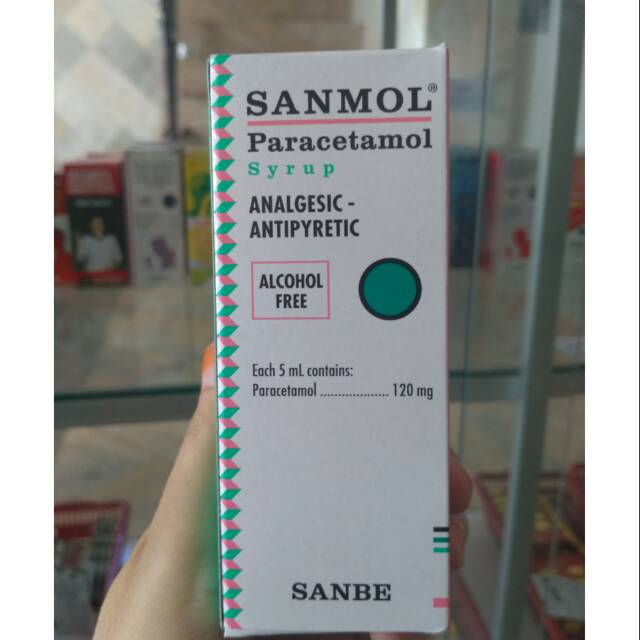 SANMOL®
Paracetamol
Syrup
ANALGESIC -
ANTIPYRETIC
ALCOHOL
FREE
Each 5 mL contains:
Paracetamol ................... 120 mg
SANBE